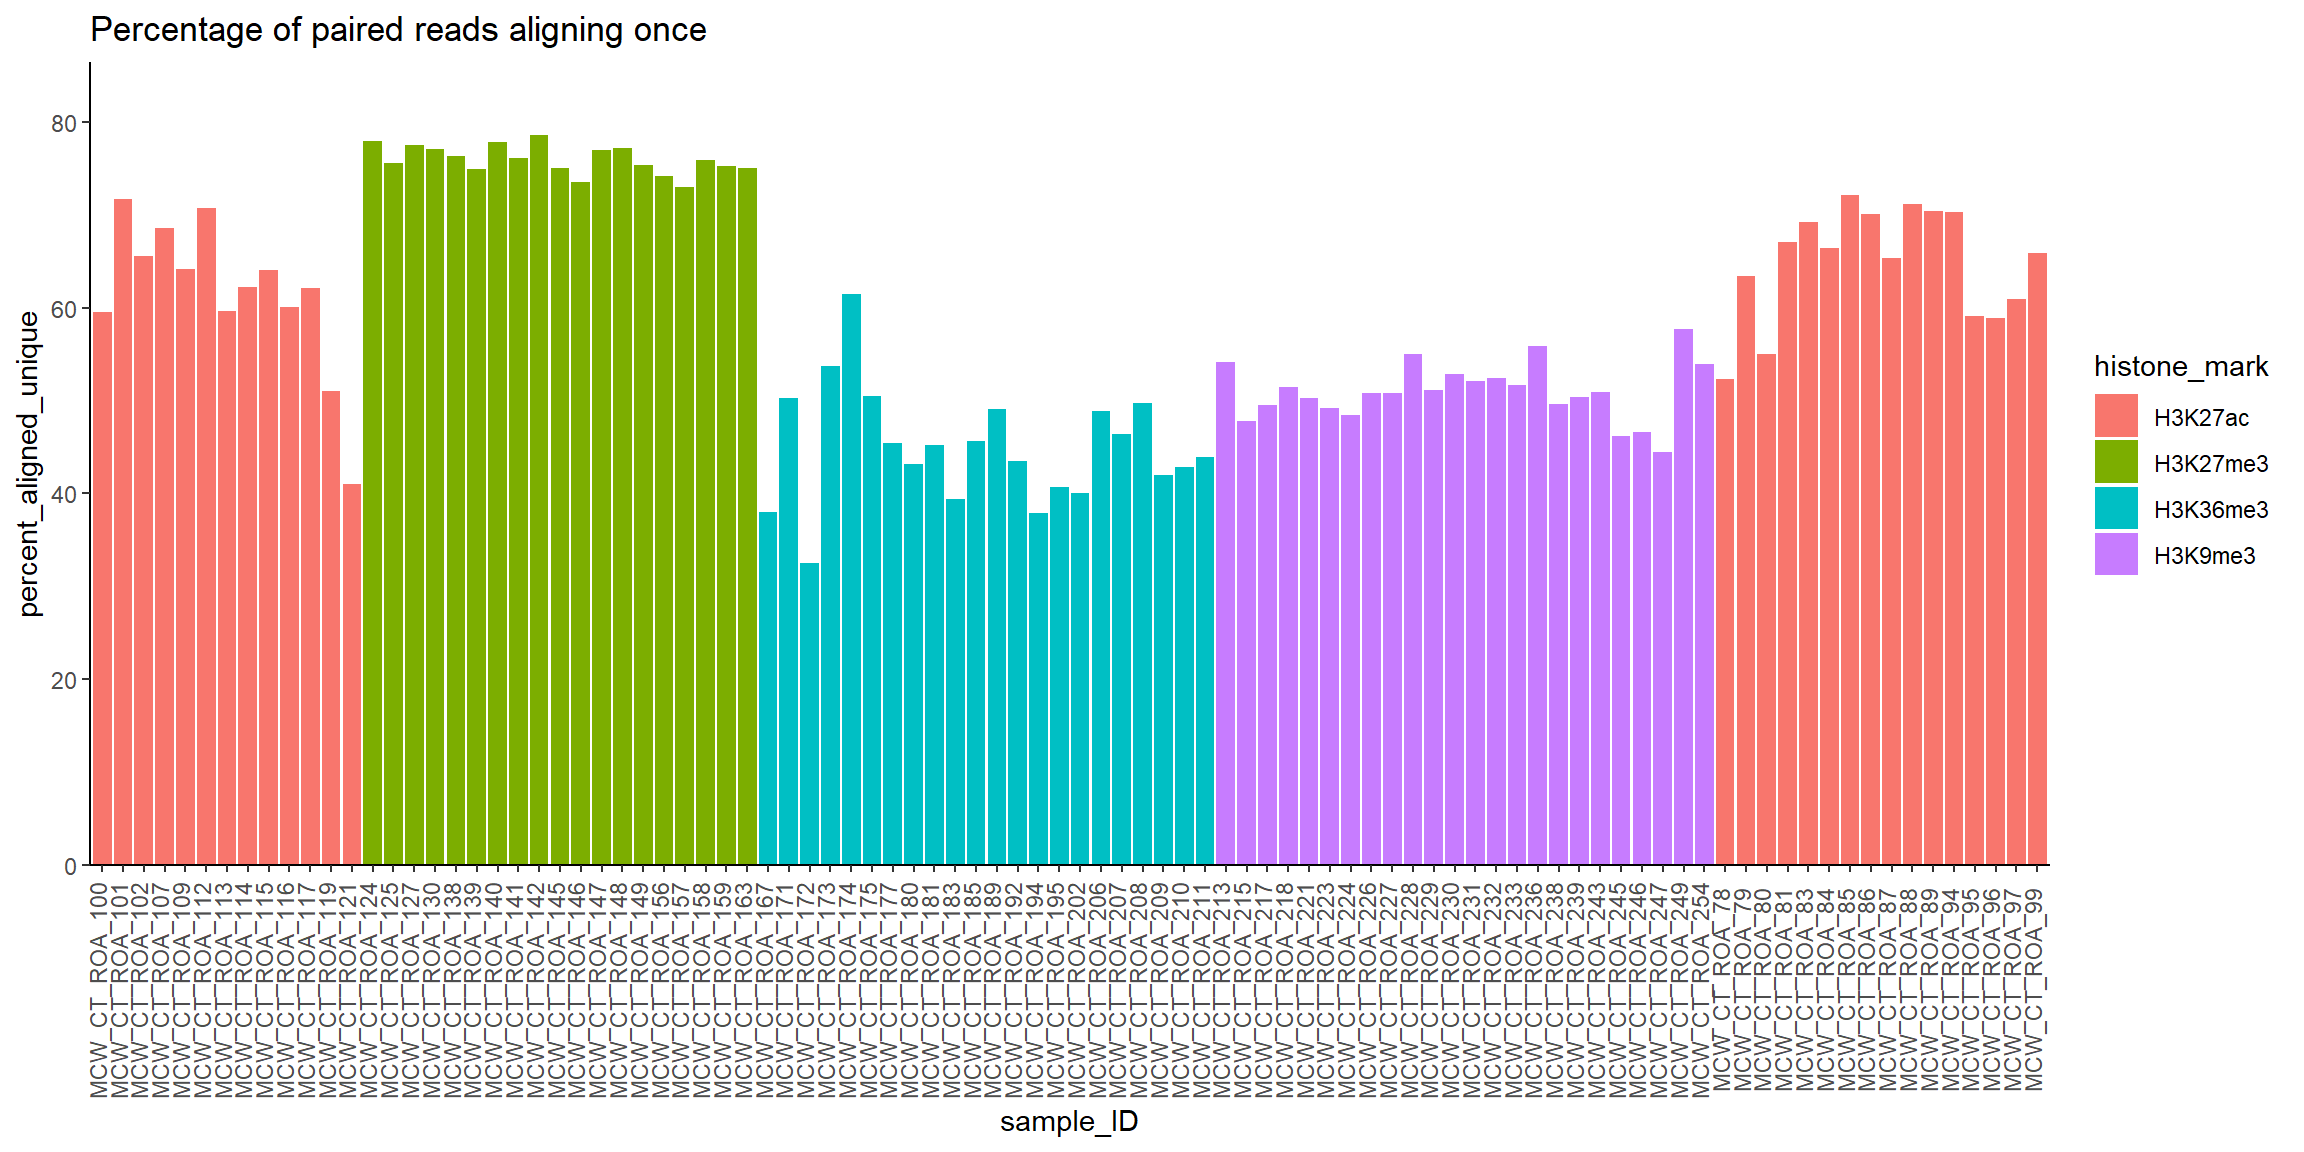 Percentage of paired reads aligning once
percent_aligned_unique
80
60
40
20
0
MCW_CT_ROA_100
MCW_CT_ROA_101
MCW_CT_ROA_102
MCW_CT_ROA_107
MCW_CT_ROA_109
MCW_CT_ROA_112
MCW_CT_ROA_113
MCW_CT_ROA_114
MCW_CT_ROA_115
MCW_CT_ROA_116
MCW_CT_ROA_117
MCW_CT_ROA_119
MCW_CT_ROA_121
MCW_CT_ROA_124
MCW_CT_ROA_125
MCW_CT_ROA_127
MCW_CT_ROA_130
MCW_CT_ROA_138
MCW_CT_ROA_139
MCW_CT_ROA_140
MCW_CT_ROA_141
MCW_CT_ROA_142
MCW_CT_ROA_145
MCW_CT_ROA_146
MCW_CT_ROA_147
MCW_CT_ROA_148
MCW_CT_ROA_149
MCW_CT_ROA_156
MCW_CT_ROA_157
MCW_CT_ROA_158
MCW_CT_ROA_159
MCW_CT_ROA_163
MCW_CT_ROA_167
MCW_CT_ROA_171
MCW_CT_ROA_172
MCW_CT_ROA_173
MCW_CT_ROA_174
MCW_CT_ROA_175
MCW_CT_ROA_177
MCW_CT_ROA_180
MCW_CT_ROA_181
MCW_CT_ROA_183
MCW_CT_ROA_185
MCW_CT_ROA_189
MCW_CT_ROA_192
MCW_CT_ROA_194
MCW_CT_ROA_195
MCW_CT_ROA_202
MCW_CT_ROA_206
MCW_CT_ROA_207
MCW_CT_ROA_208
MCW_CT_ROA_209
MCW_CT_ROA_210
MCW_CT_ROA_211
MCW_CT_ROA_213
MCW_CT_ROA_215
MCW_CT_ROA_217
MCW_CT_ROA_218
MCW_CT_ROA_221
MCW_CT_ROA_223
MCW_CT_ROA_224
MCW_CT_ROA_226
MCW_CT_ROA_227
MCW_CT_ROA_228
MCW_CT_ROA_229
MCW_CT_ROA_230
MCW_CT_ROA_231
MCW_CT_ROA_232
MCW_CT_ROA_233
MCW_CT_ROA_236
MCW_CT_ROA_238
MCW_CT_ROA_239
MCW_CT_ROA_243
MCW_CT_ROA_245
MCW_CT_ROA_246
MCW_CT_ROA_247
MCW_CT_ROA_249
MCW_CT_ROA_254
MCW_CT_ROA_78
MCW_CT_ROA_79
MCW_CT_ROA_80
MCW_CT_ROA_81
MCW_CT_ROA_83
MCW_CT_ROA_84
MCW_CT_ROA_85
MCW_CT_ROA_86
MCW_CT_ROA_87
MCW_CT_ROA_88
MCW_CT_ROA_89
MCW_CT_ROA_94
MCW_CT_ROA_95
MCW_CT_ROA_96
MCW_CT_ROA_97
MCW_CT_ROA_99
sample_ID
histone_mark
H3K27ac
H3K27me3
H3K36me3
H3K9me3